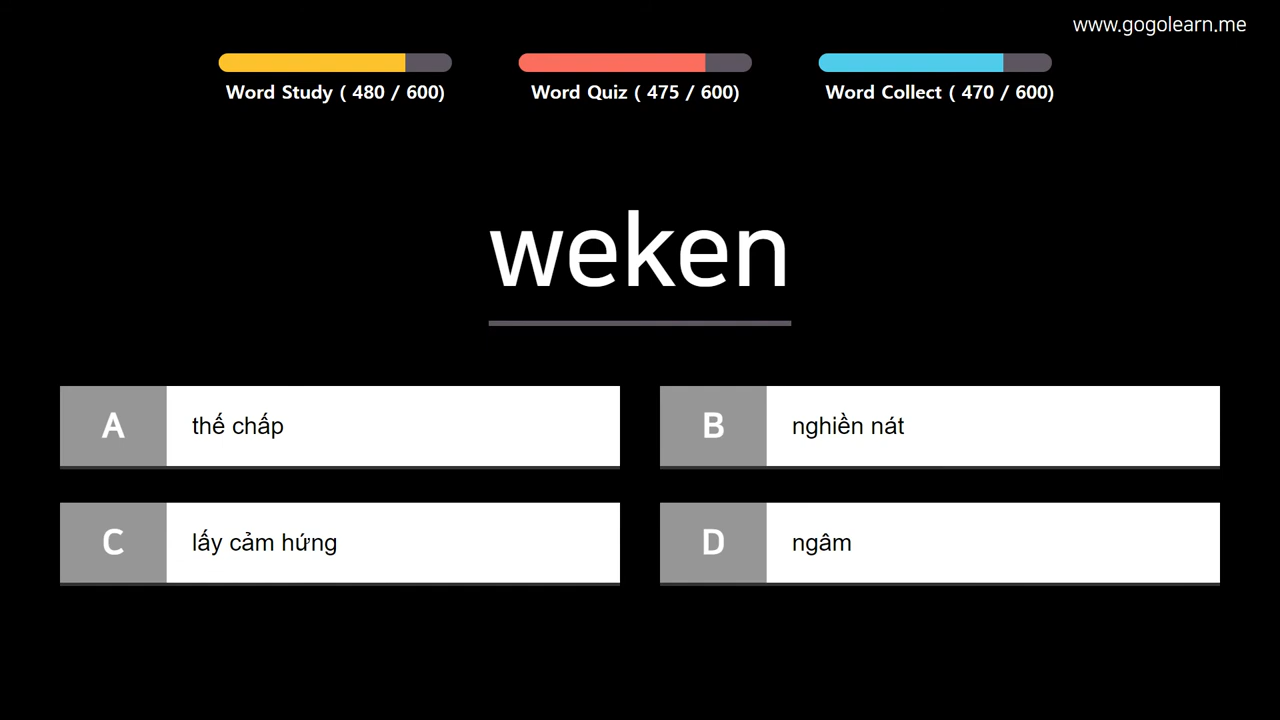 www.gogolearn.me
Word Study ( 480 / 600)
Word Quiz ( 475 / 600)
Word Collect ( 470 / 600)
weken
A thế chấp
B nghiền nát
C lấy cảm hứng
D ngâm